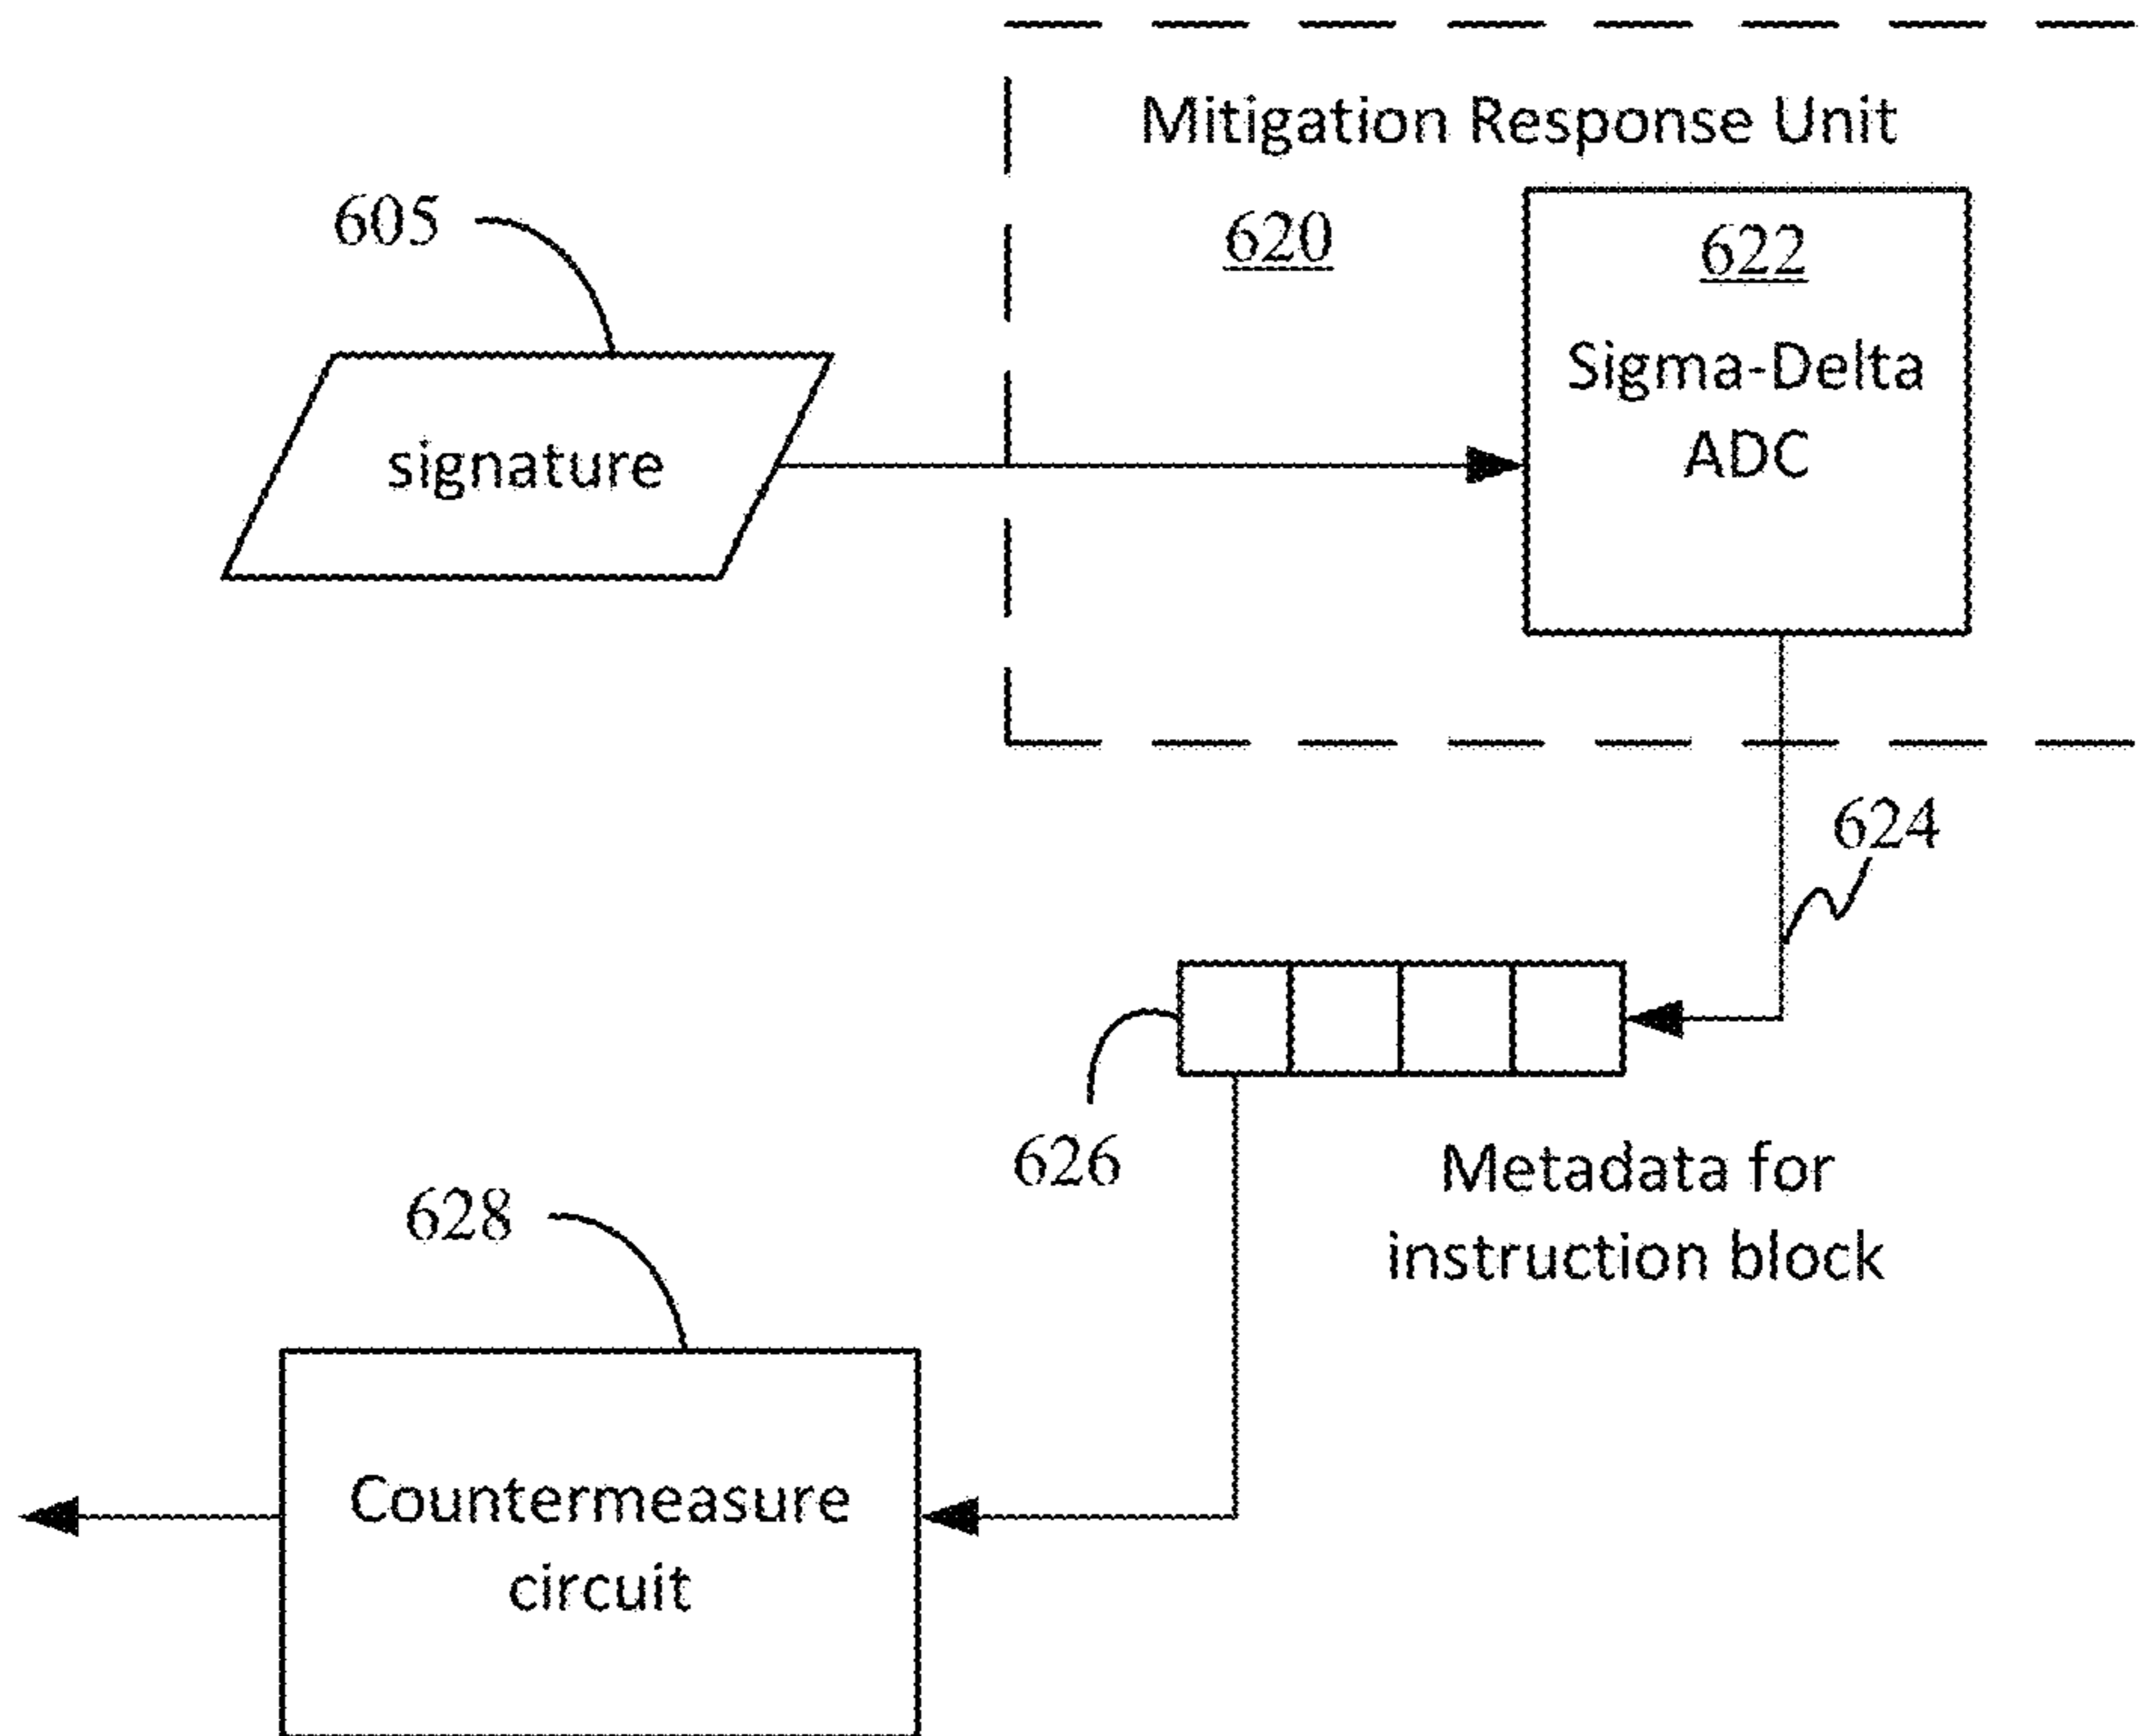 Mitigation Response Unit
605
620
622
Sigma-Delta
ADC
signature
624
626
Metadata for
instruction block
628
Countermeasure
circuit